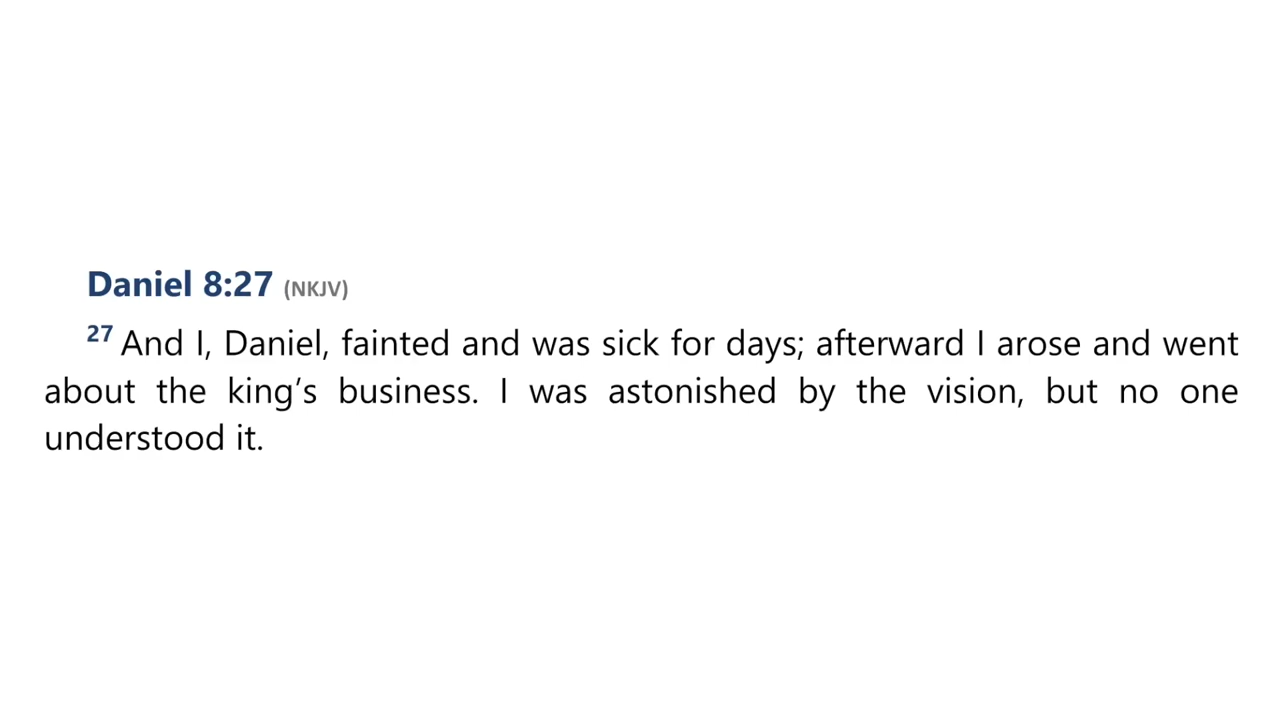 Daniel 8:27 (NKJV)
27 And I, Daniel, fainted and was sick for days; afterward I arose and went
about the king’s business. I was astonished by the vision, but no one
understood it.